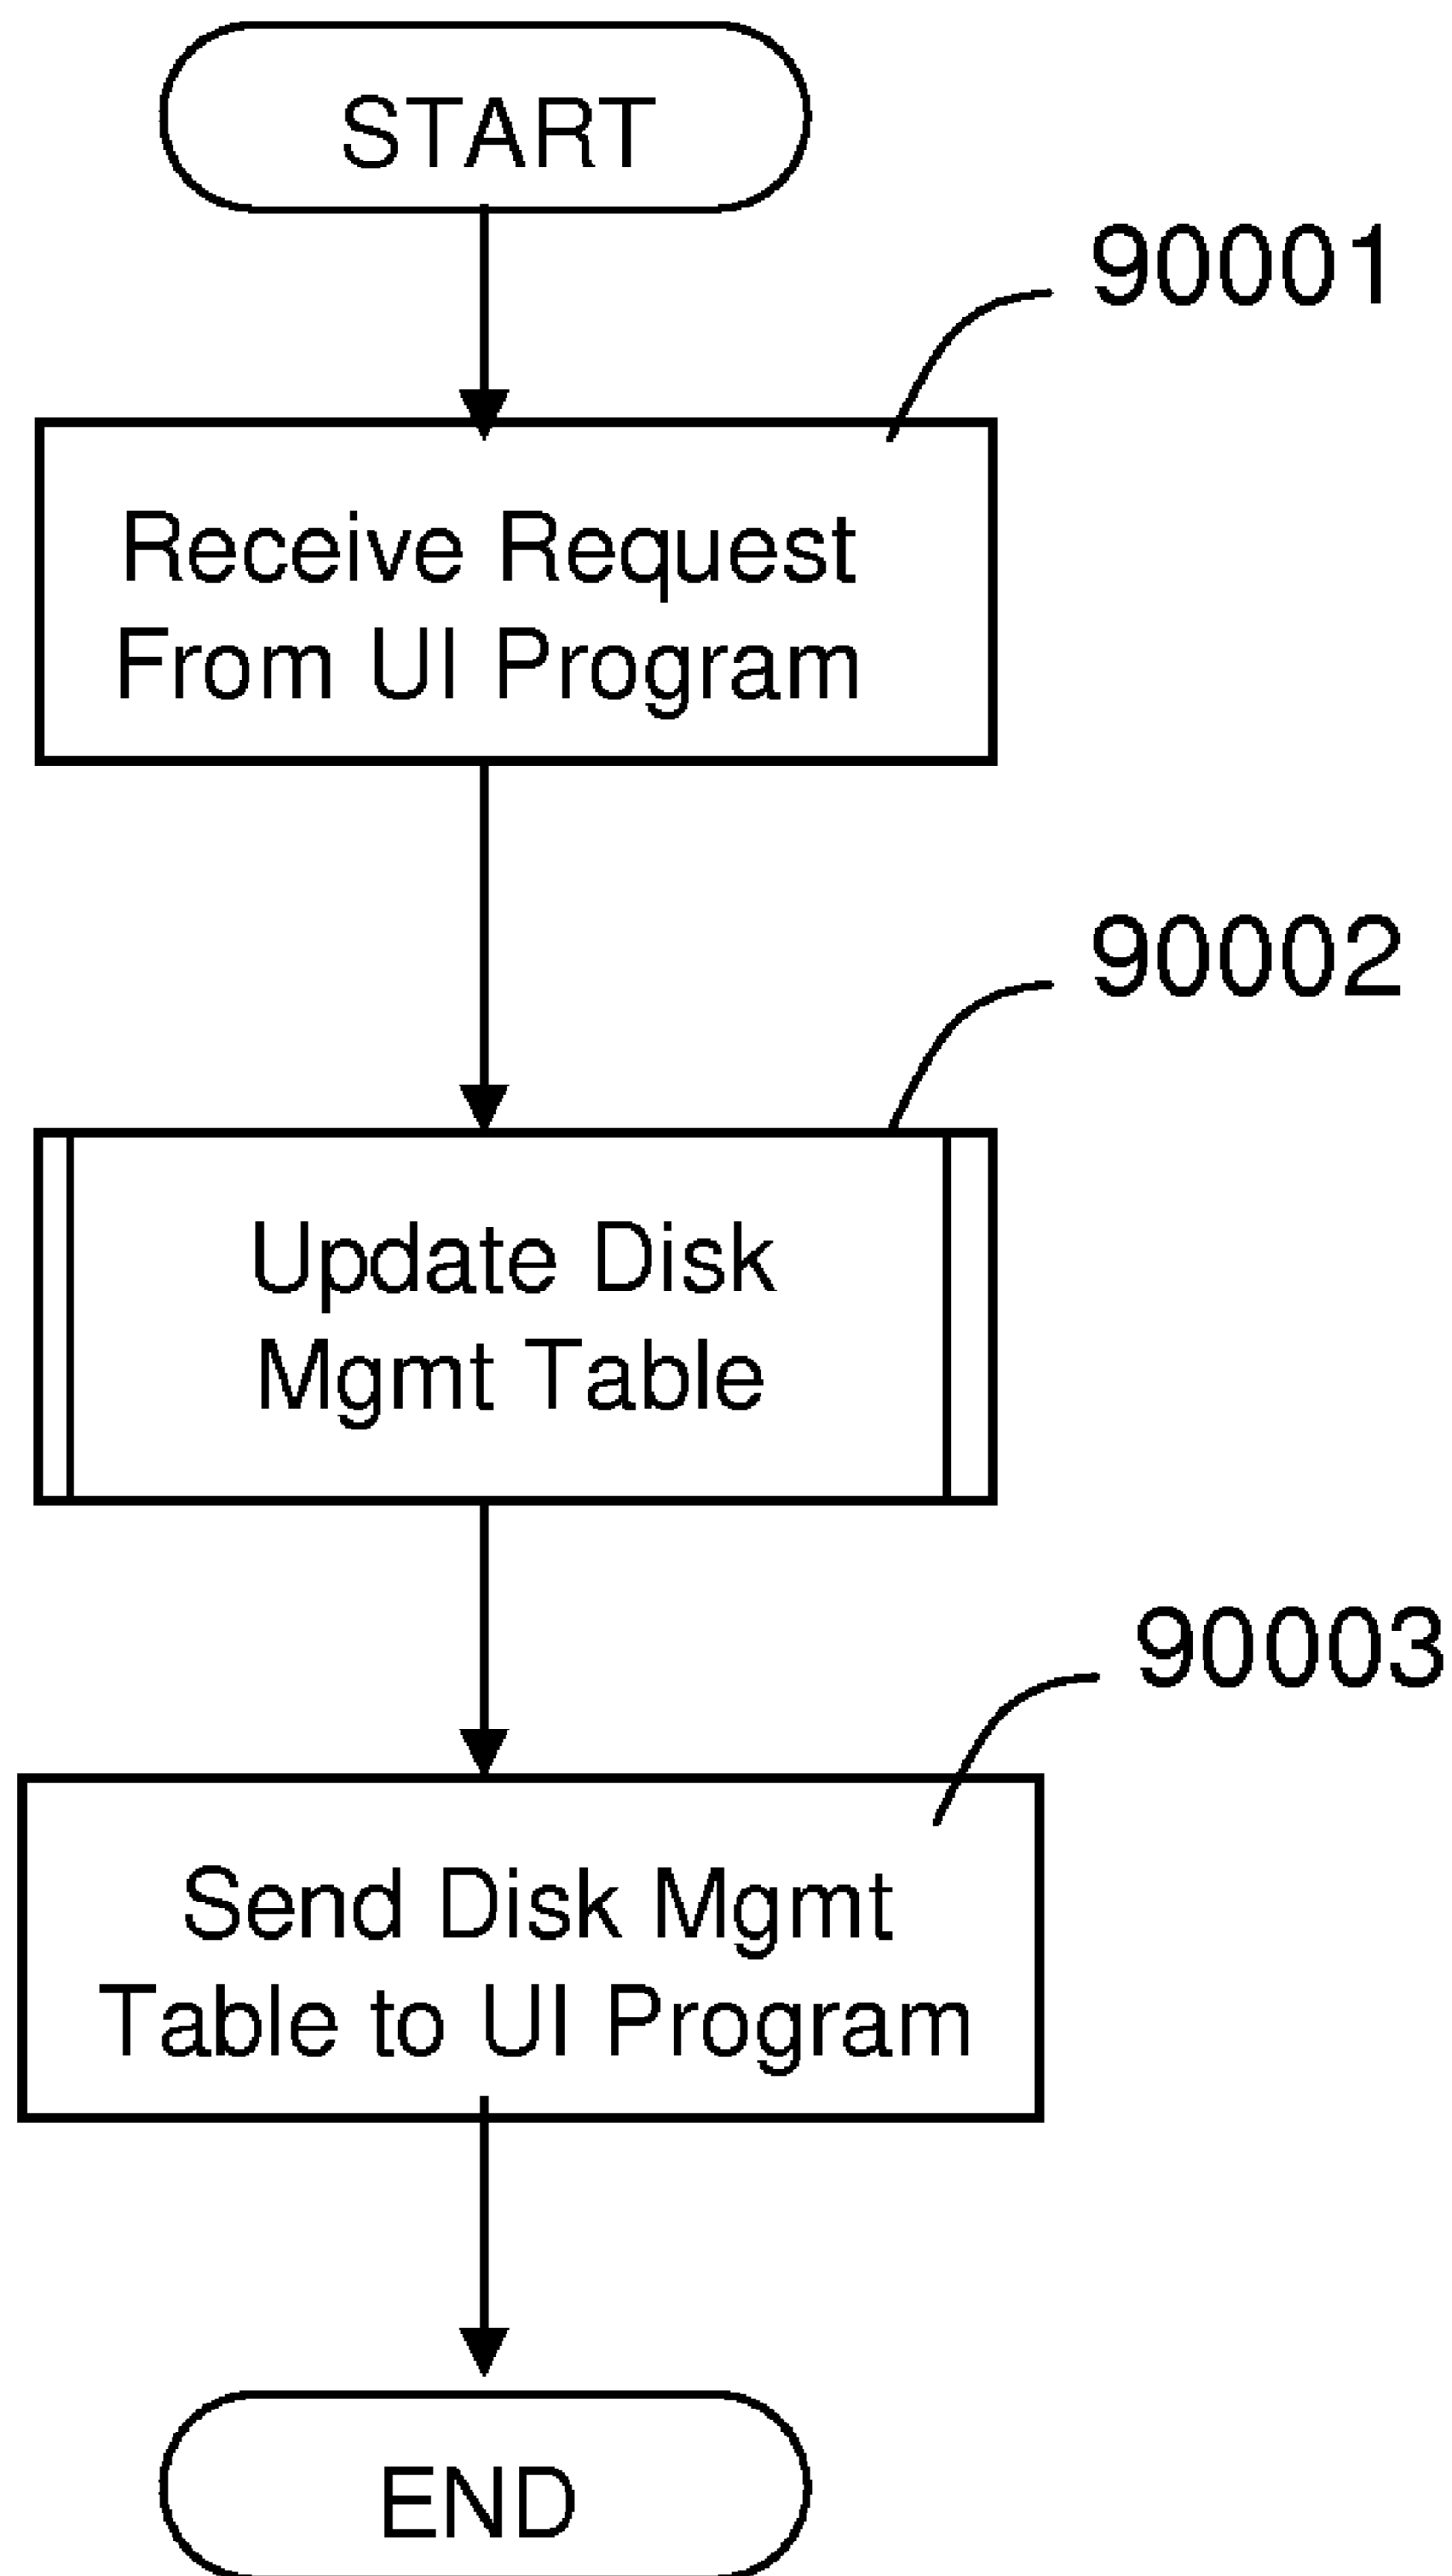 START
90001
Receive Request
From UI Program
90002
Update Disk
Mgmt Table
90003
Send Disk Mgmt
Table to UI Program
END